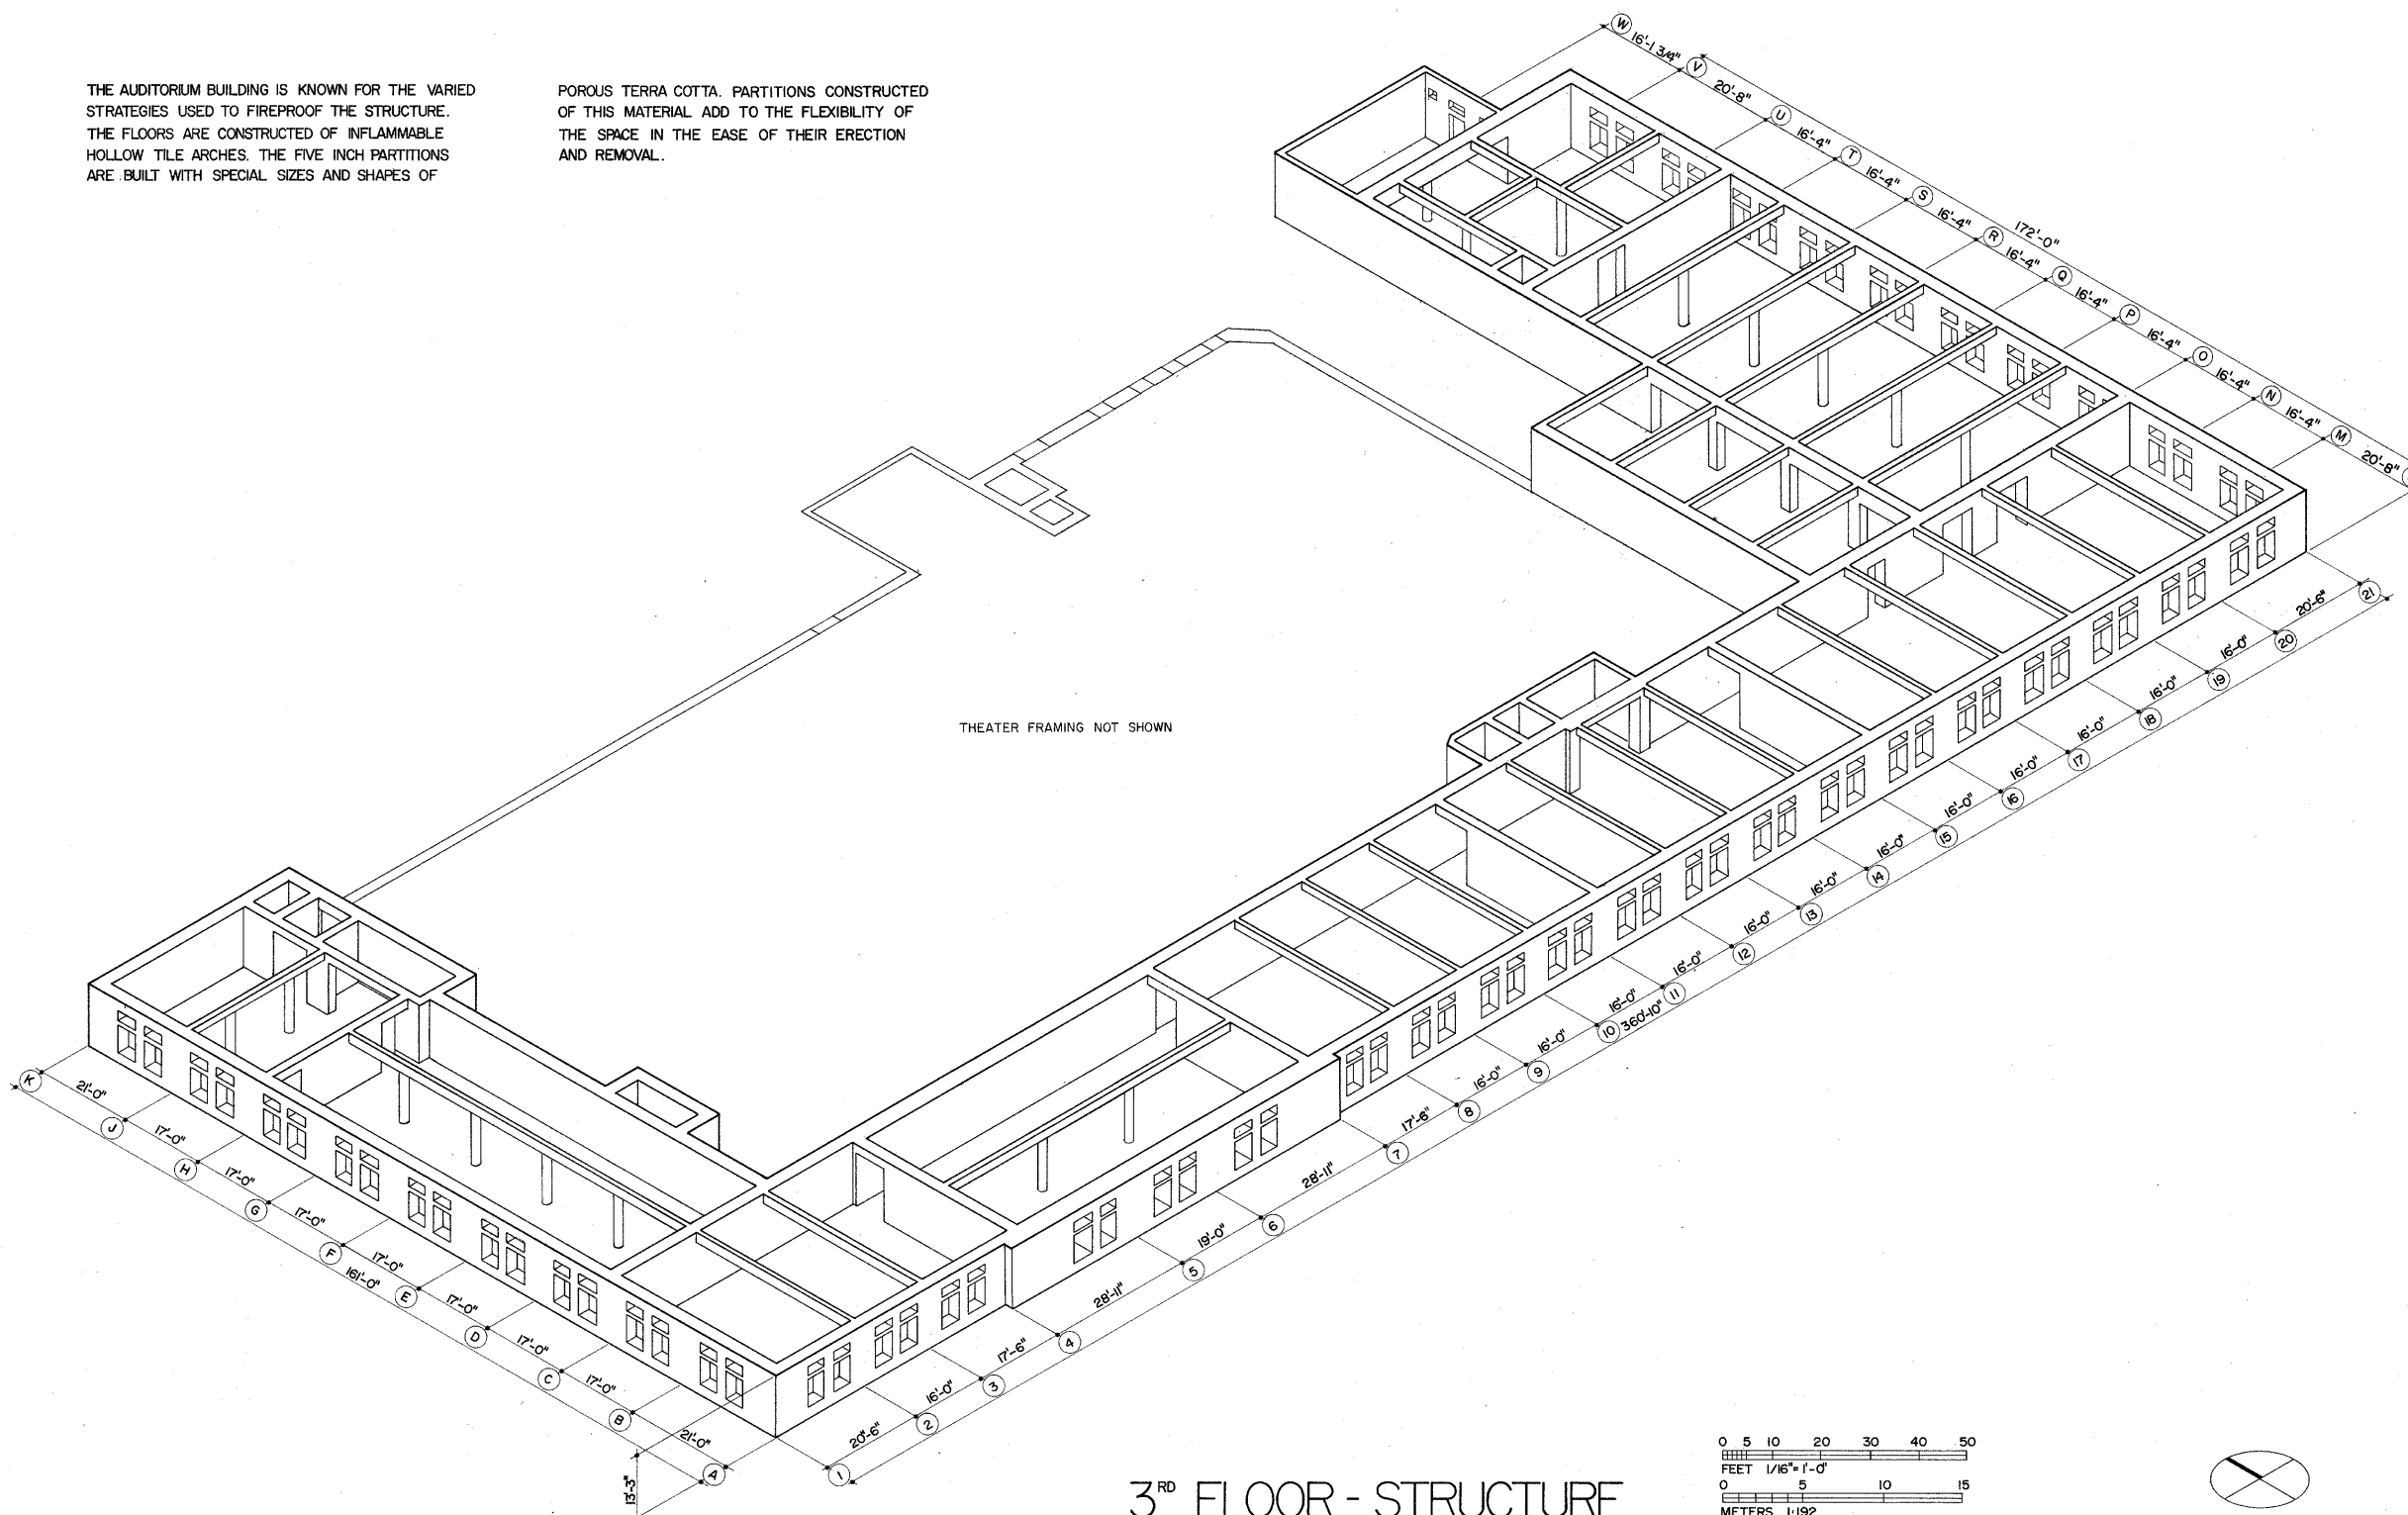 THE AUDITORIUM BUILDING IS KNOWN FOR THE VARIED
STRATEGIES USED TO FIREPROOF THE STRUCTURE.
THE FLOORS ARE CONSTRUCTED OF INFLAMMABLE
HOLLOW TILE ARCHES. THE FIVE INCH PARTITIONS
ARE BUILT WITH SPECIAL SIZES AND SHAPES OF
POROUS TERRA COTTA. PARTITIONS CONSTRUCTED
OF THIS MATERIAL ADD TO THE FLEXIBILITY OF
THE SPACE IN THE EASE OF THEIR ERECTION
AND REMOVAL.
W
16'-1 3/4"
V
20'-8"
U
16'-4"
T
16'-4"
S
16'-4"
R
172'-0"
16'-4"
Q
16'-4"
P
16'-4"
O
16'-4"
N
16'-4"
M
20'-8"
THEATER FRAMING NOT SHOWN
21
20'-6"
20
16'-0"
19
16'-0"
18
16'-0"
17
16'-0"
16
16'-0"
15
16'-0"
14
16'-0"
13
16'-0"
12
16'-0"
11
16'-0"
10
360'-10"
16'-0"
9
16'-0"
8
17'-6"
7
28'-11"
6
19'-0"
5
28'-11"
4
17'-6"
3
16'-0"
2
20"-6"
1
K
21'-0"
J
17'-0"
H
17'-0"
G
17'-0"
F
17'-0"
161'-0"
E
17'-0"
D
17'-0"
C
17'-0"
B
21'-0"
A
13'-3"
3RD FLOOR - STRUCTURE
0 5 10 20 30 40 50
FEET 1/16"=1'-0"
0 5 10 15
METERS 1:192